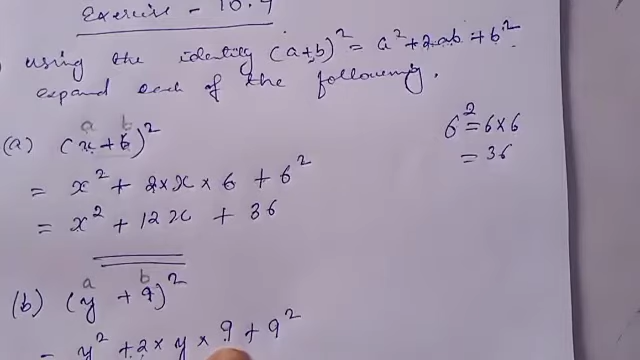 Exercise - 10.4
using the identity (a+b)² = a²+2ab+b²
expand each of the following.
a b
(a) (x+6)²
= x² + 2×x×6 + 6²
= x² + 12x + 36
6² = 6×6
= 36
a b
(b) (y + 9)²
= y² + 2×y×9+9²